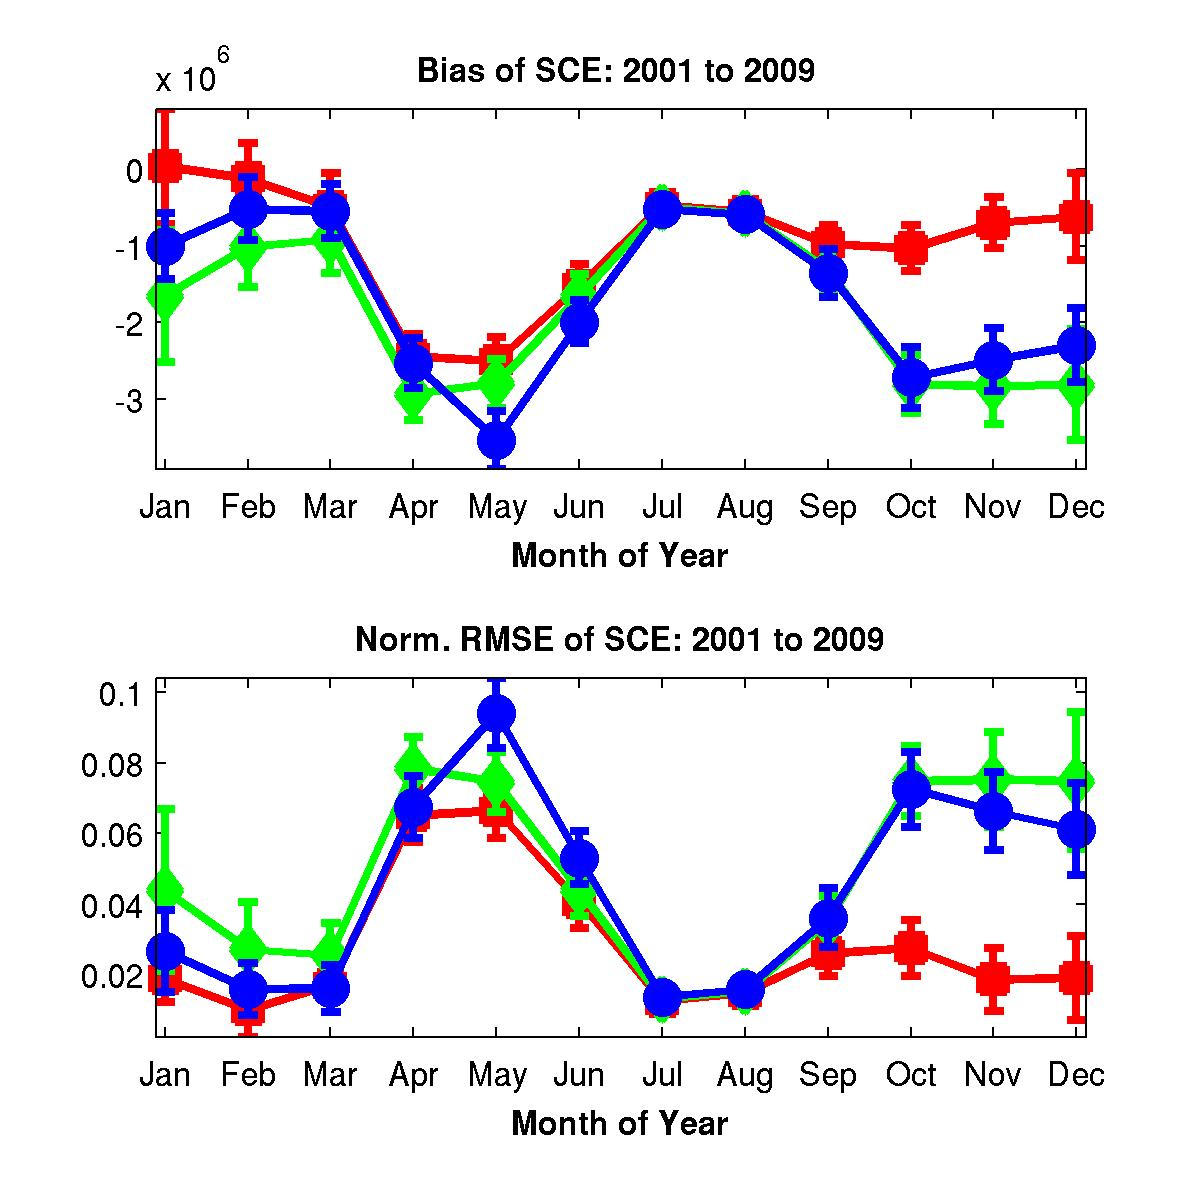 x 10^6
Bias of SCE: 2001 to 2009
0
-1
-2
-3
Jan Feb Mar Apr May Jun Jul Aug Sep Oct Nov Dec
Month of Year
Norm. RMSE of SCE: 2001 to 2009
0.1
0.08
0.06
0.04
0.02
Jan Feb Mar Apr May Jun Jul Aug Sep Oct Nov Dec
Month of Year